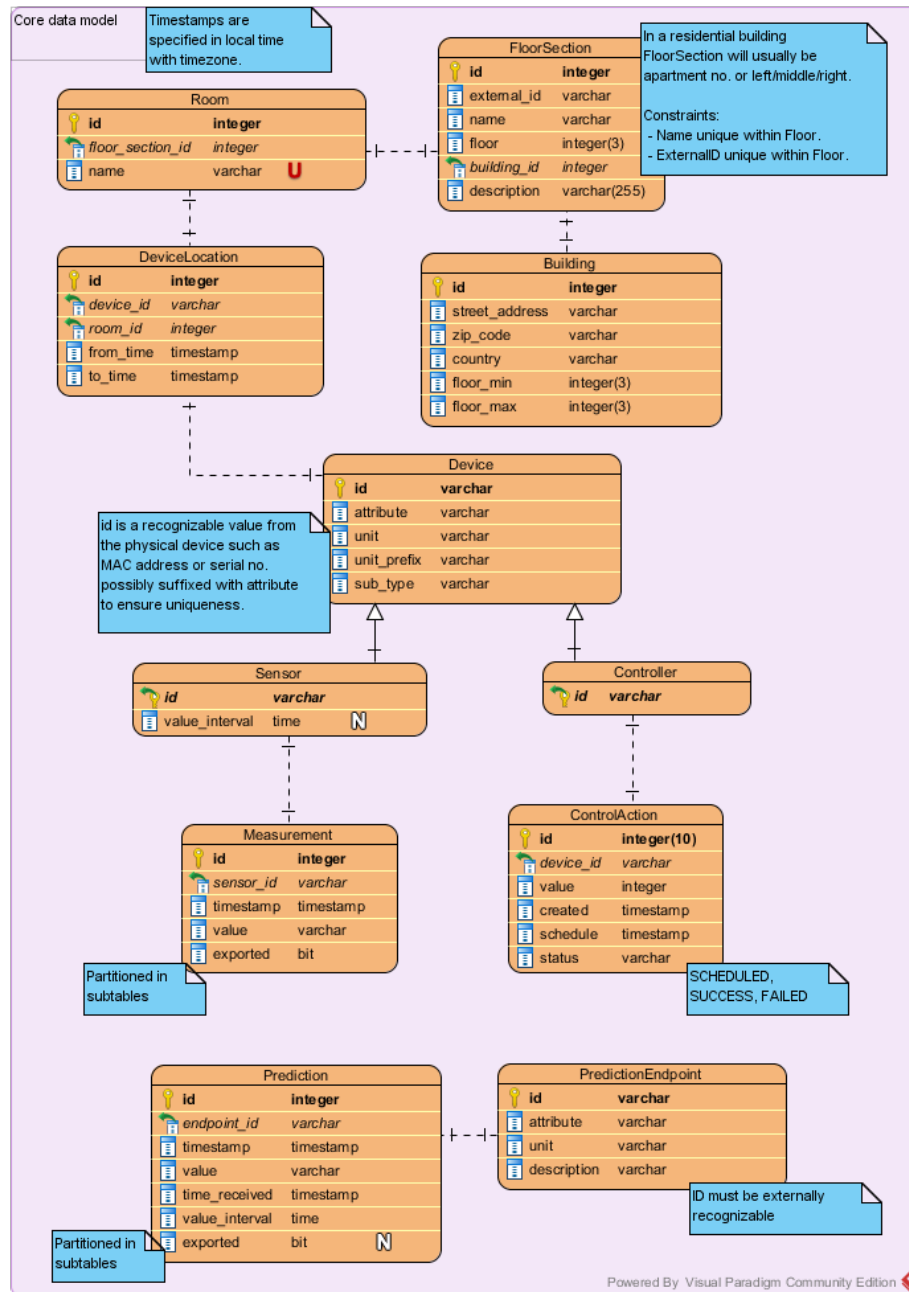 Core data model
Timestamps are
specified in local time
with timezone.
FloorSection
id integer
external_id varchar
name varchar
floor integer(3)
building_id integer
description varchar(255)
In a residential building
FloorSection will usually be
apartment no. or left/middle/right.
Constraints:
- Name unique within Floor.
- ExternalID unique within Floor.
Room
id integer
floor_section_id integer
name varchar U
DeviceLocation
id integer
device_id varchar
room_id integer
from_time timestamp
to_time timestamp
Building
id integer
street_address varchar
zip_code varchar
country varchar
floor_min integer(3)
floor_max integer(3)
Device
id varchar
attribute varchar
unit varchar
unit_prefix varchar
sub_type varchar
id is a recognizable value from
the physical device such as
MAC address or serial no.
possibly suffixed with attribute
to ensure uniqueness.
Sensor
id varchar
value_interval time N
Controller
id varchar
Measurement
id integer
sensor_id varchar
timestamp timestamp
value varchar
exported bit
Partitioned in
subtables
ControlAction
id integer(10)
device_id varchar
value integer
created timestamp
schedule timestamp
status varchar
SCHEDULED,
SUCCESS, FAILED
Prediction
id integer
endpoint_id varchar
timestamp timestamp
value varchar
time_received timestamp
value_interval time
exported bit N
Partitioned in
subtables
PredictionEndpoint
id varchar
attribute varchar
unit varchar
description varchar
ID must be externally
recognizable
Powered By Visual Paradigm Community Edition